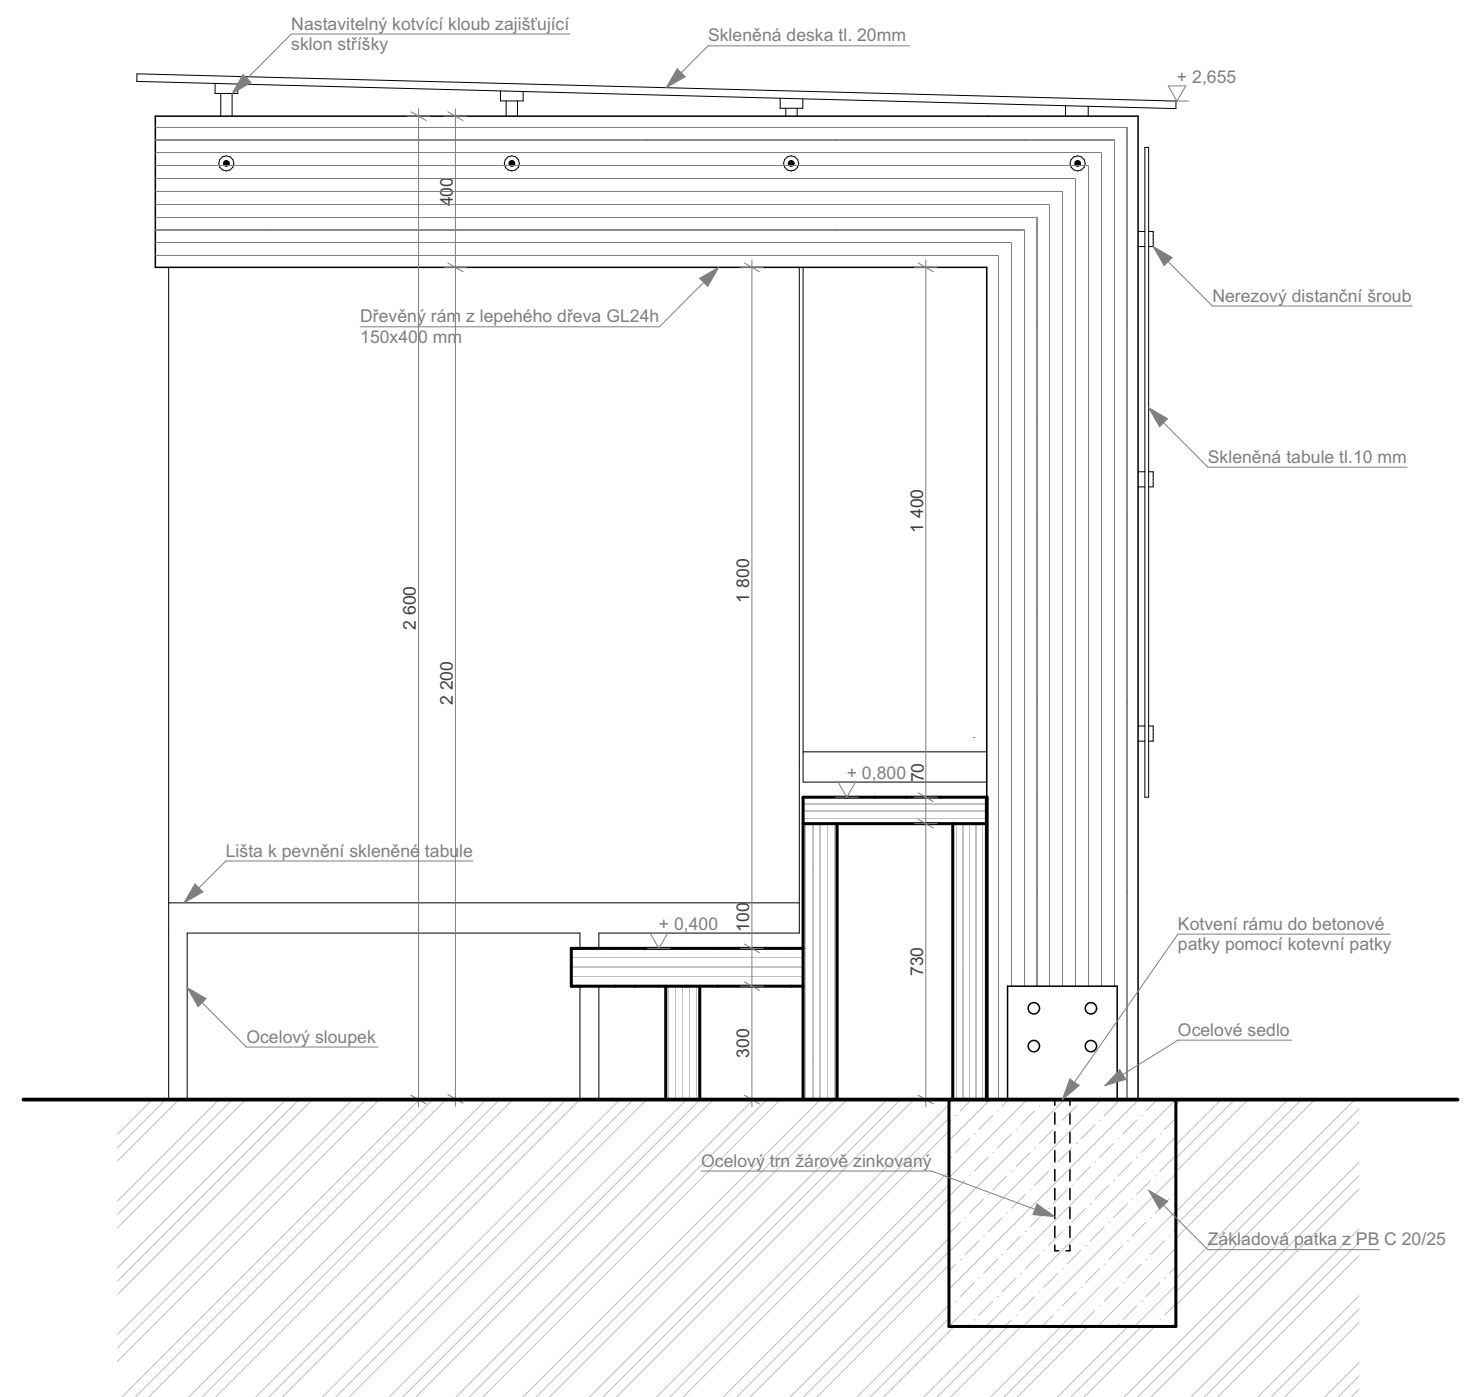 Nastavitelný kotvící kloub zajišťující
sklon stříšky
Skleněná deska tl. 20mm
+ 2,655
400
Nerezový distanční šroub
Dřevěný rám z lepehého dřeva GL24h
150x400 mm
Skleněná tabule tl.10 mm
1 400
1 800
2 600
2 200
+ 0,800
70
Lišta k pevnění skleněné tabule
+ 0,400
100
730
Kotvení rámu do betonové
patky pomocí kotevní patky
Ocelový sloupek
300
Ocelové sedlo
Ocelový trn žárově zinkovaný
Základová patka z PB C 20/25